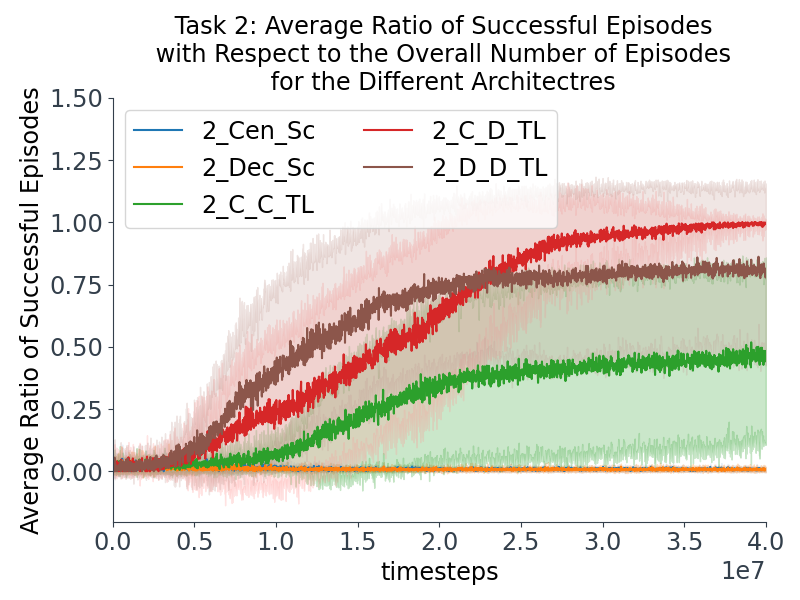 Task 2: Average Ratio of Successful Episodes
with Respect to the Overall Number of Episodes
for the Different Architectres
Average Ratio of Successful Episodes
1.50
1.25
1.00
0.75
0.50
0.25
0.00
2_Cen_Sc
2_Dec_Sc
2_C_C_TL
2_C_D_TL
2_D_D_TL
0.0 0.5 1.0 1.5 2.0 2.5 3.0 3.5 4.0
timesteps
1e7